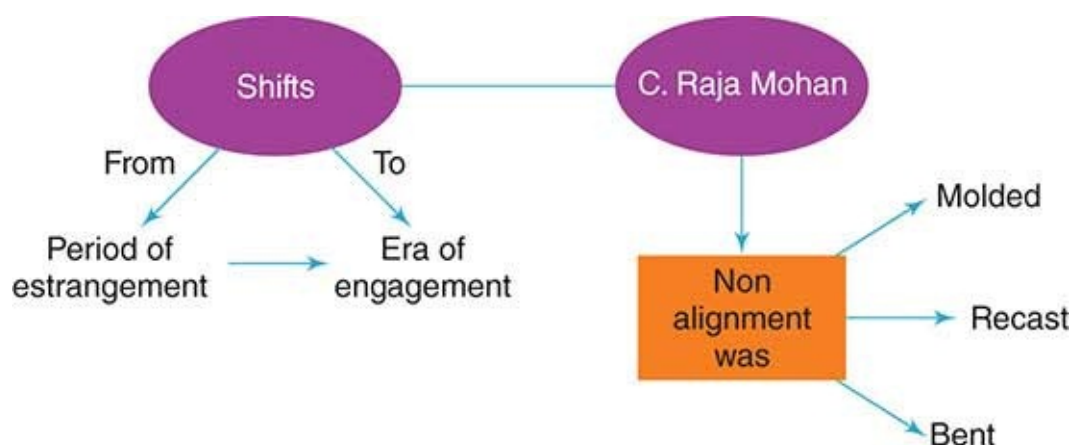 Shifts
C. Raja Mohan
From
To
Period of
estrangement
Era of
engagement
Non
alignment
was
Molded
Recast
Bent